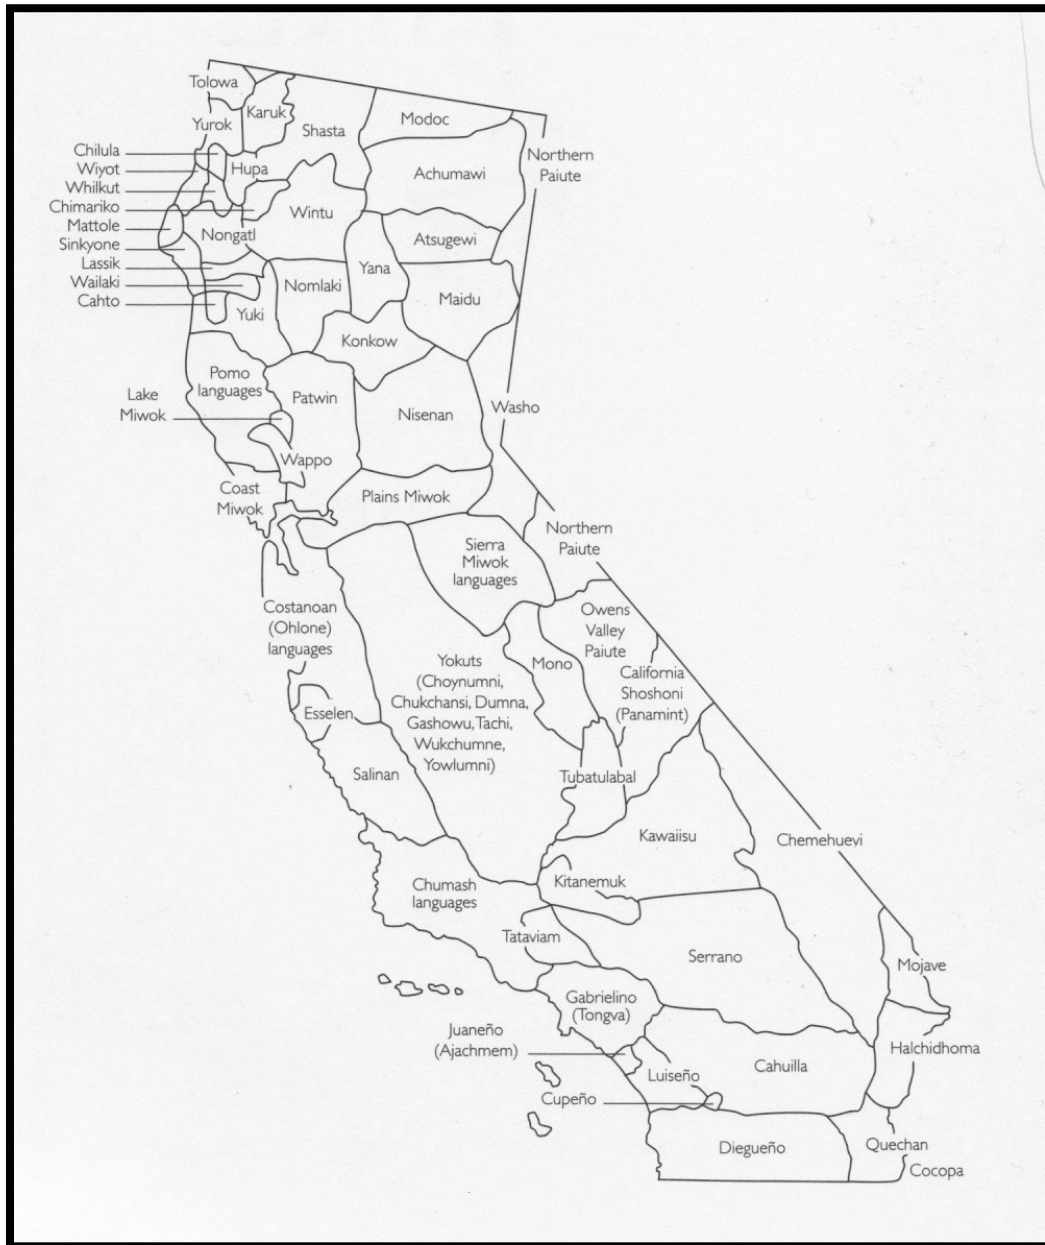 Tolowa
Karuk
Yurok
Shasta
Modoc
Chilula
Wiyot
Whilkut
Chimariko
Mattole
Sinkyone
Lassik
Wailaki
Cahto
Hupa
Northern
Paiute
Achumawi
Wintu
Nongatl
Atsugewi
Yana
Nomlaki
Maidu
Yuki
Konkow
Pomo
languages
Lake
Miwok
Patwin
Nisenan
Washo
Wappo
Coast
Miwok
Plains Miwok
Northern
Paiute
Sierra
Miwok
languages
Costanoan
(Ohlone)
languages
Owens
Valley
Paiute
Mono
California
Shoshoni
(Panamint)
Yokuts
(Choynumni,
Chukchansi, Dumna,
Gashowu, Tachi,
Wukchumne,
Yowlumni)
Esselen
Salinan
Tubatulabal
Kawaiisu
Chemehuevi
Kitanemuk
Chumash
languages
Tataviam
Serrano
Mojave
Gabrielino
(Tongva)
Juaneño
(Ajachmem)
Halchidhoma
Cahuilla
Luiseño
Cupeño
Diegueño
Quechan
Cocopa